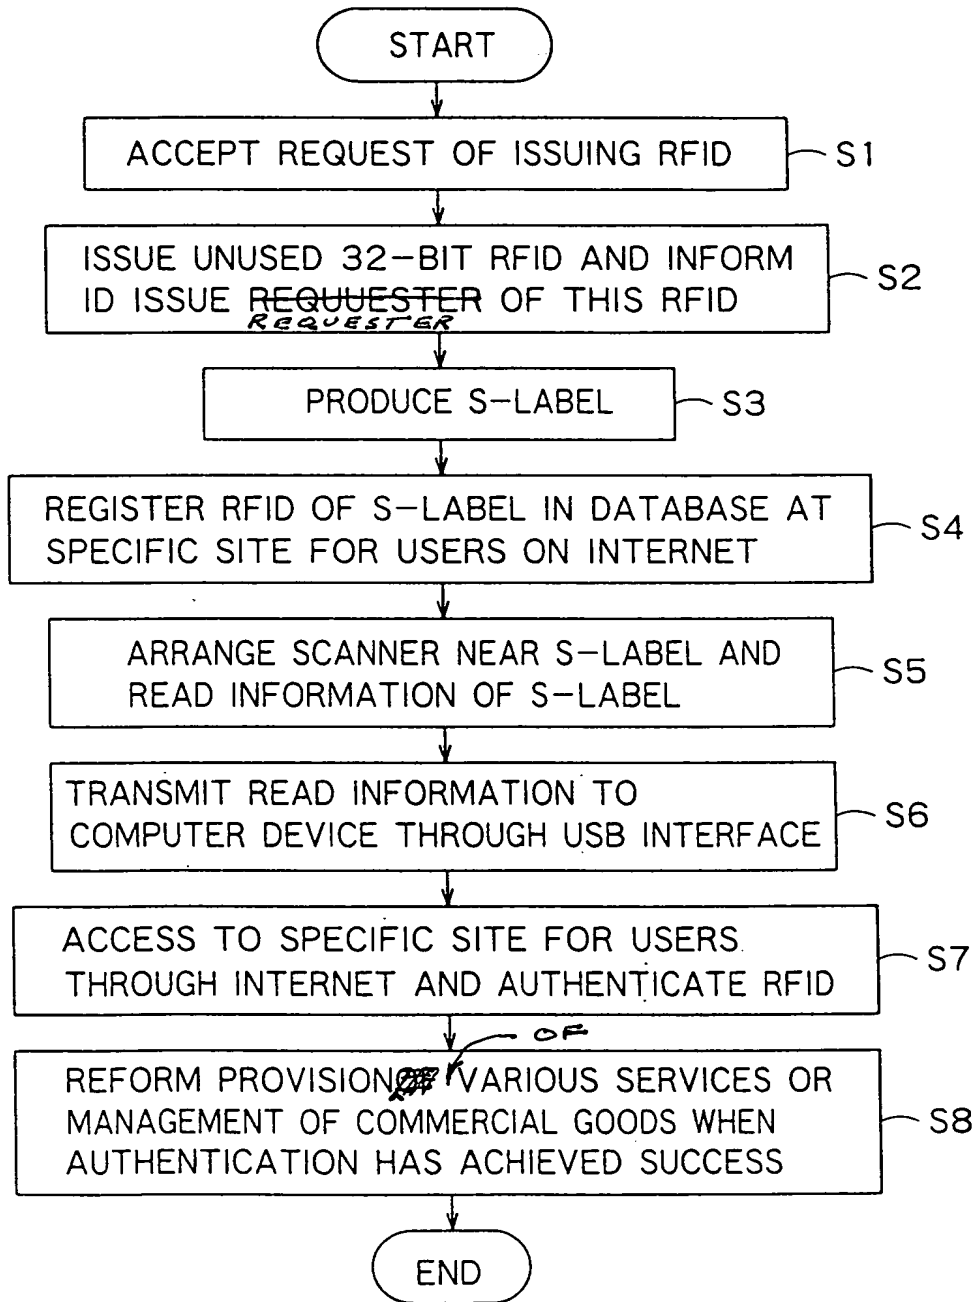 START
ACCEPT REQUEST OF ISSUING RFID
S1
ISSUE UNUSED 32-BIT RFID AND INFORM
ID ISSUE REQUUESTER OF THIS RFID
REQUESTER
S2
PRODUCE S-LABEL
S3
REGISTER RFID OF S-LABEL IN DATABASE AT
SPECIFIC SITE FOR USERS ON INTERNET
S4
ARRANGE SCANNER NEAR S-LABEL AND
READ INFORMATION OF S-LABEL
S5
TRANSMIT READ INFORMATION TO
COMPUTER DEVICE THROUGH USB INTERFACE
S6
ACCESS TO SPECIFIC SITE FOR USERS
THROUGH INTERNET AND AUTHENTICATE RFID
S7
OF
REFORM PROVISION VARIOUS SERVICES OR
MANAGEMENT OF COMMERCIAL GOODS WHEN
AUTHENTICATION HAS ACHIEVED SUCCESS
S8
END